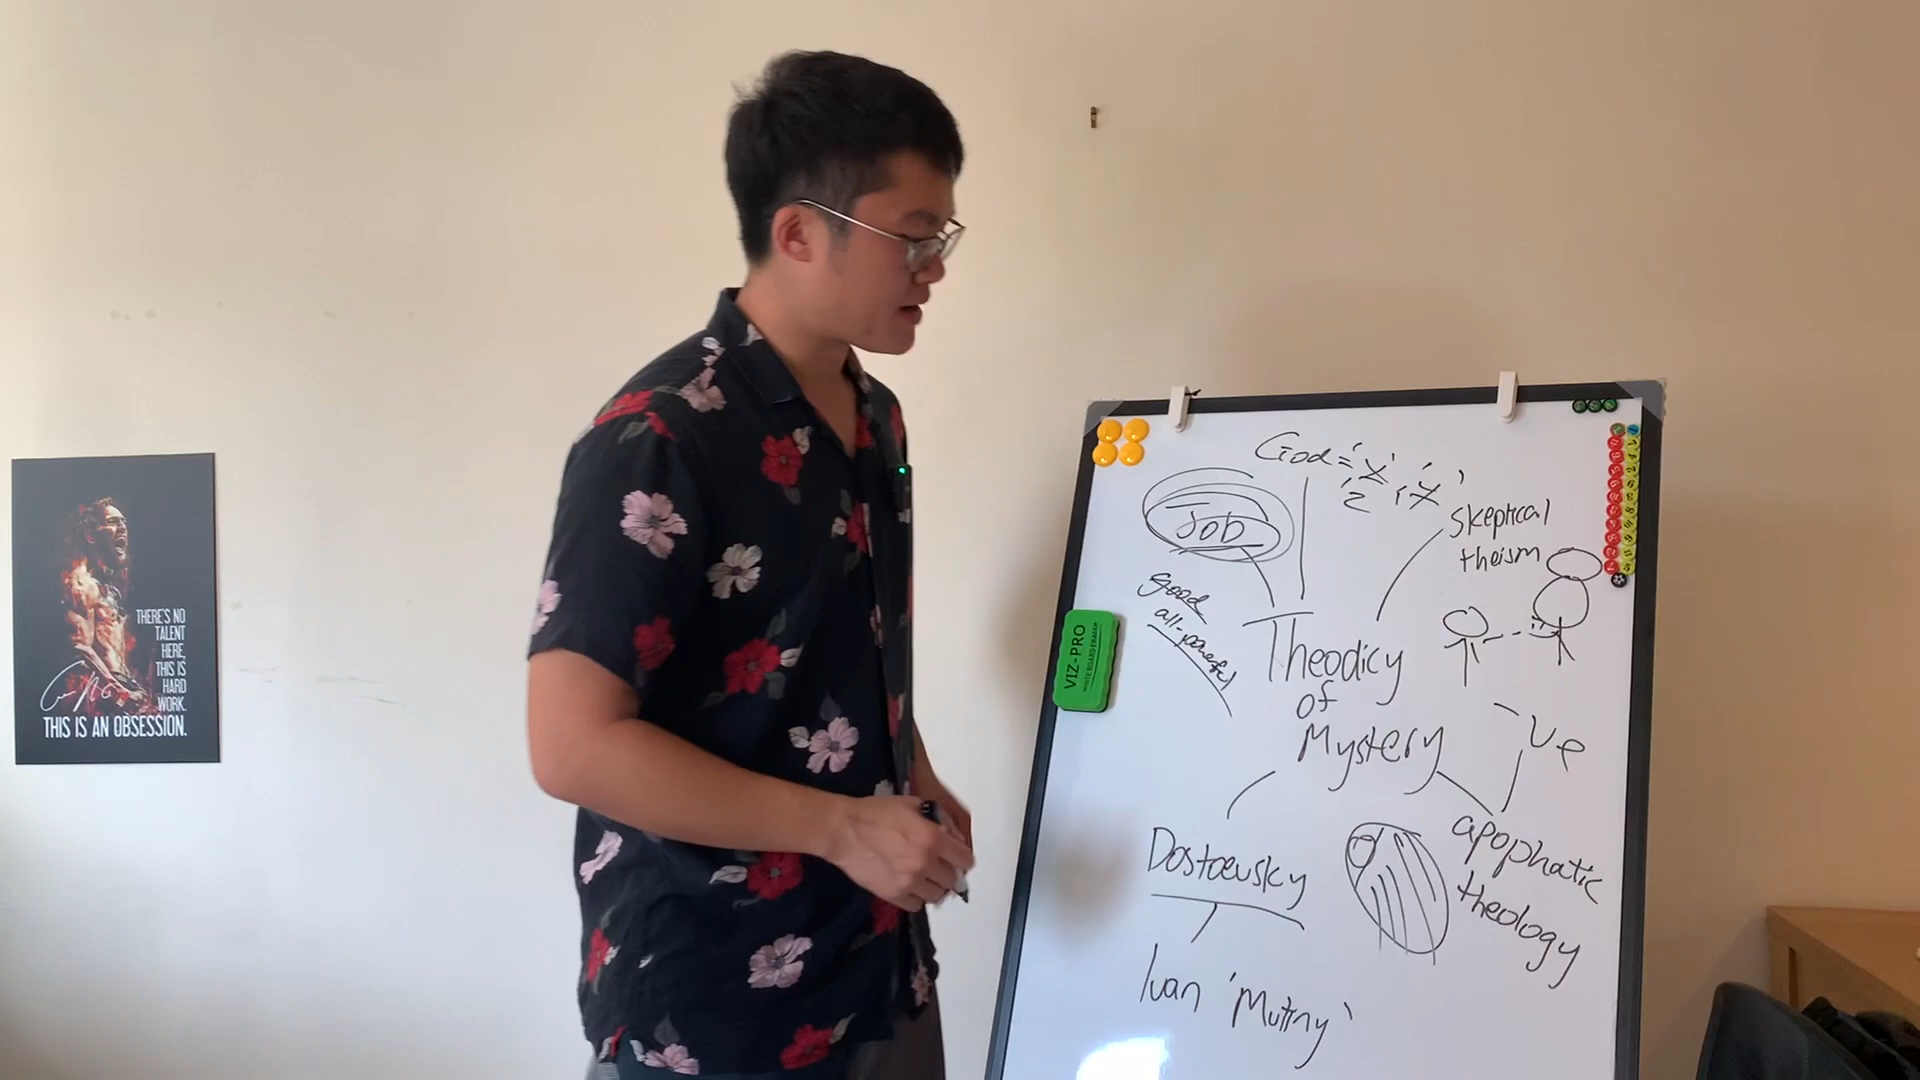 THERE'S NO
TALENT
HERE,
THIS IS
HARD
WORK.
THIS IS AN OBSESSION.
VIZ-PRO
God = 'x'
'z', 'y'
Job
Skeptical
theism
good
all-powerful
Theodicy
of
Mystery
-ve
Dostoevsky
apophatic
theology
Ivan 'Mutiny'